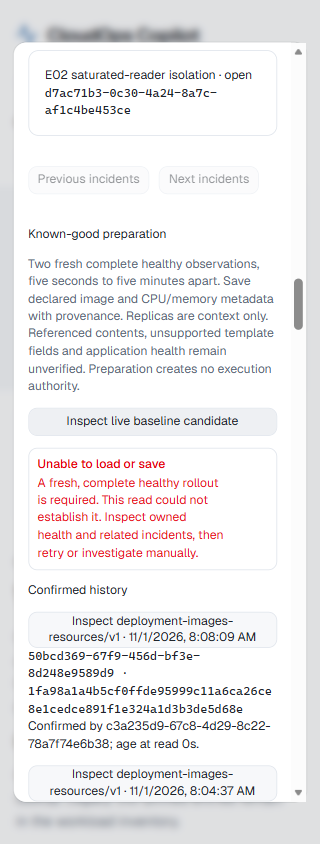 CloudOps Copilot
E02 saturated-reader isolation · open
d7ac71b3-0c30-4a24-8a7c-
af1c4be453ce
Previous incidents
Next incidents
Known-good preparation
Two fresh complete healthy observations,
five seconds to five minutes apart. Save
declared image and CPU/memory metadata
with provenance. Replicas are context only.
Referenced contents, unsupported template
fields and application health remain
unverified. Preparation creates no execution
authority.
Inspect live baseline candidate
Unable to load or save
A fresh, complete healthy rollout
is required. This read could not
establish it. Inspect owned
health and related incidents, then
retry or investigate manually.
Confirmed history
Inspect deployment-images-
resources/v1 · 11/1/2026, 8:08:09 AM
50bcd369-67f9-456d-bf3e-
8d248e9589d9 ·
1fa98a1a4b5cf0ffde95999c11a6ca26ce
8e1cedce891f1e324a1d3b3de5d68e
Confirmed by c3a235d9-67c8-4d29-8c22-
78a7f74e6b38; age at read 0s.
Inspect deployment-images-
resources/v1 · 11/1/2026, 8:04:37 AM
in the workload inventory.